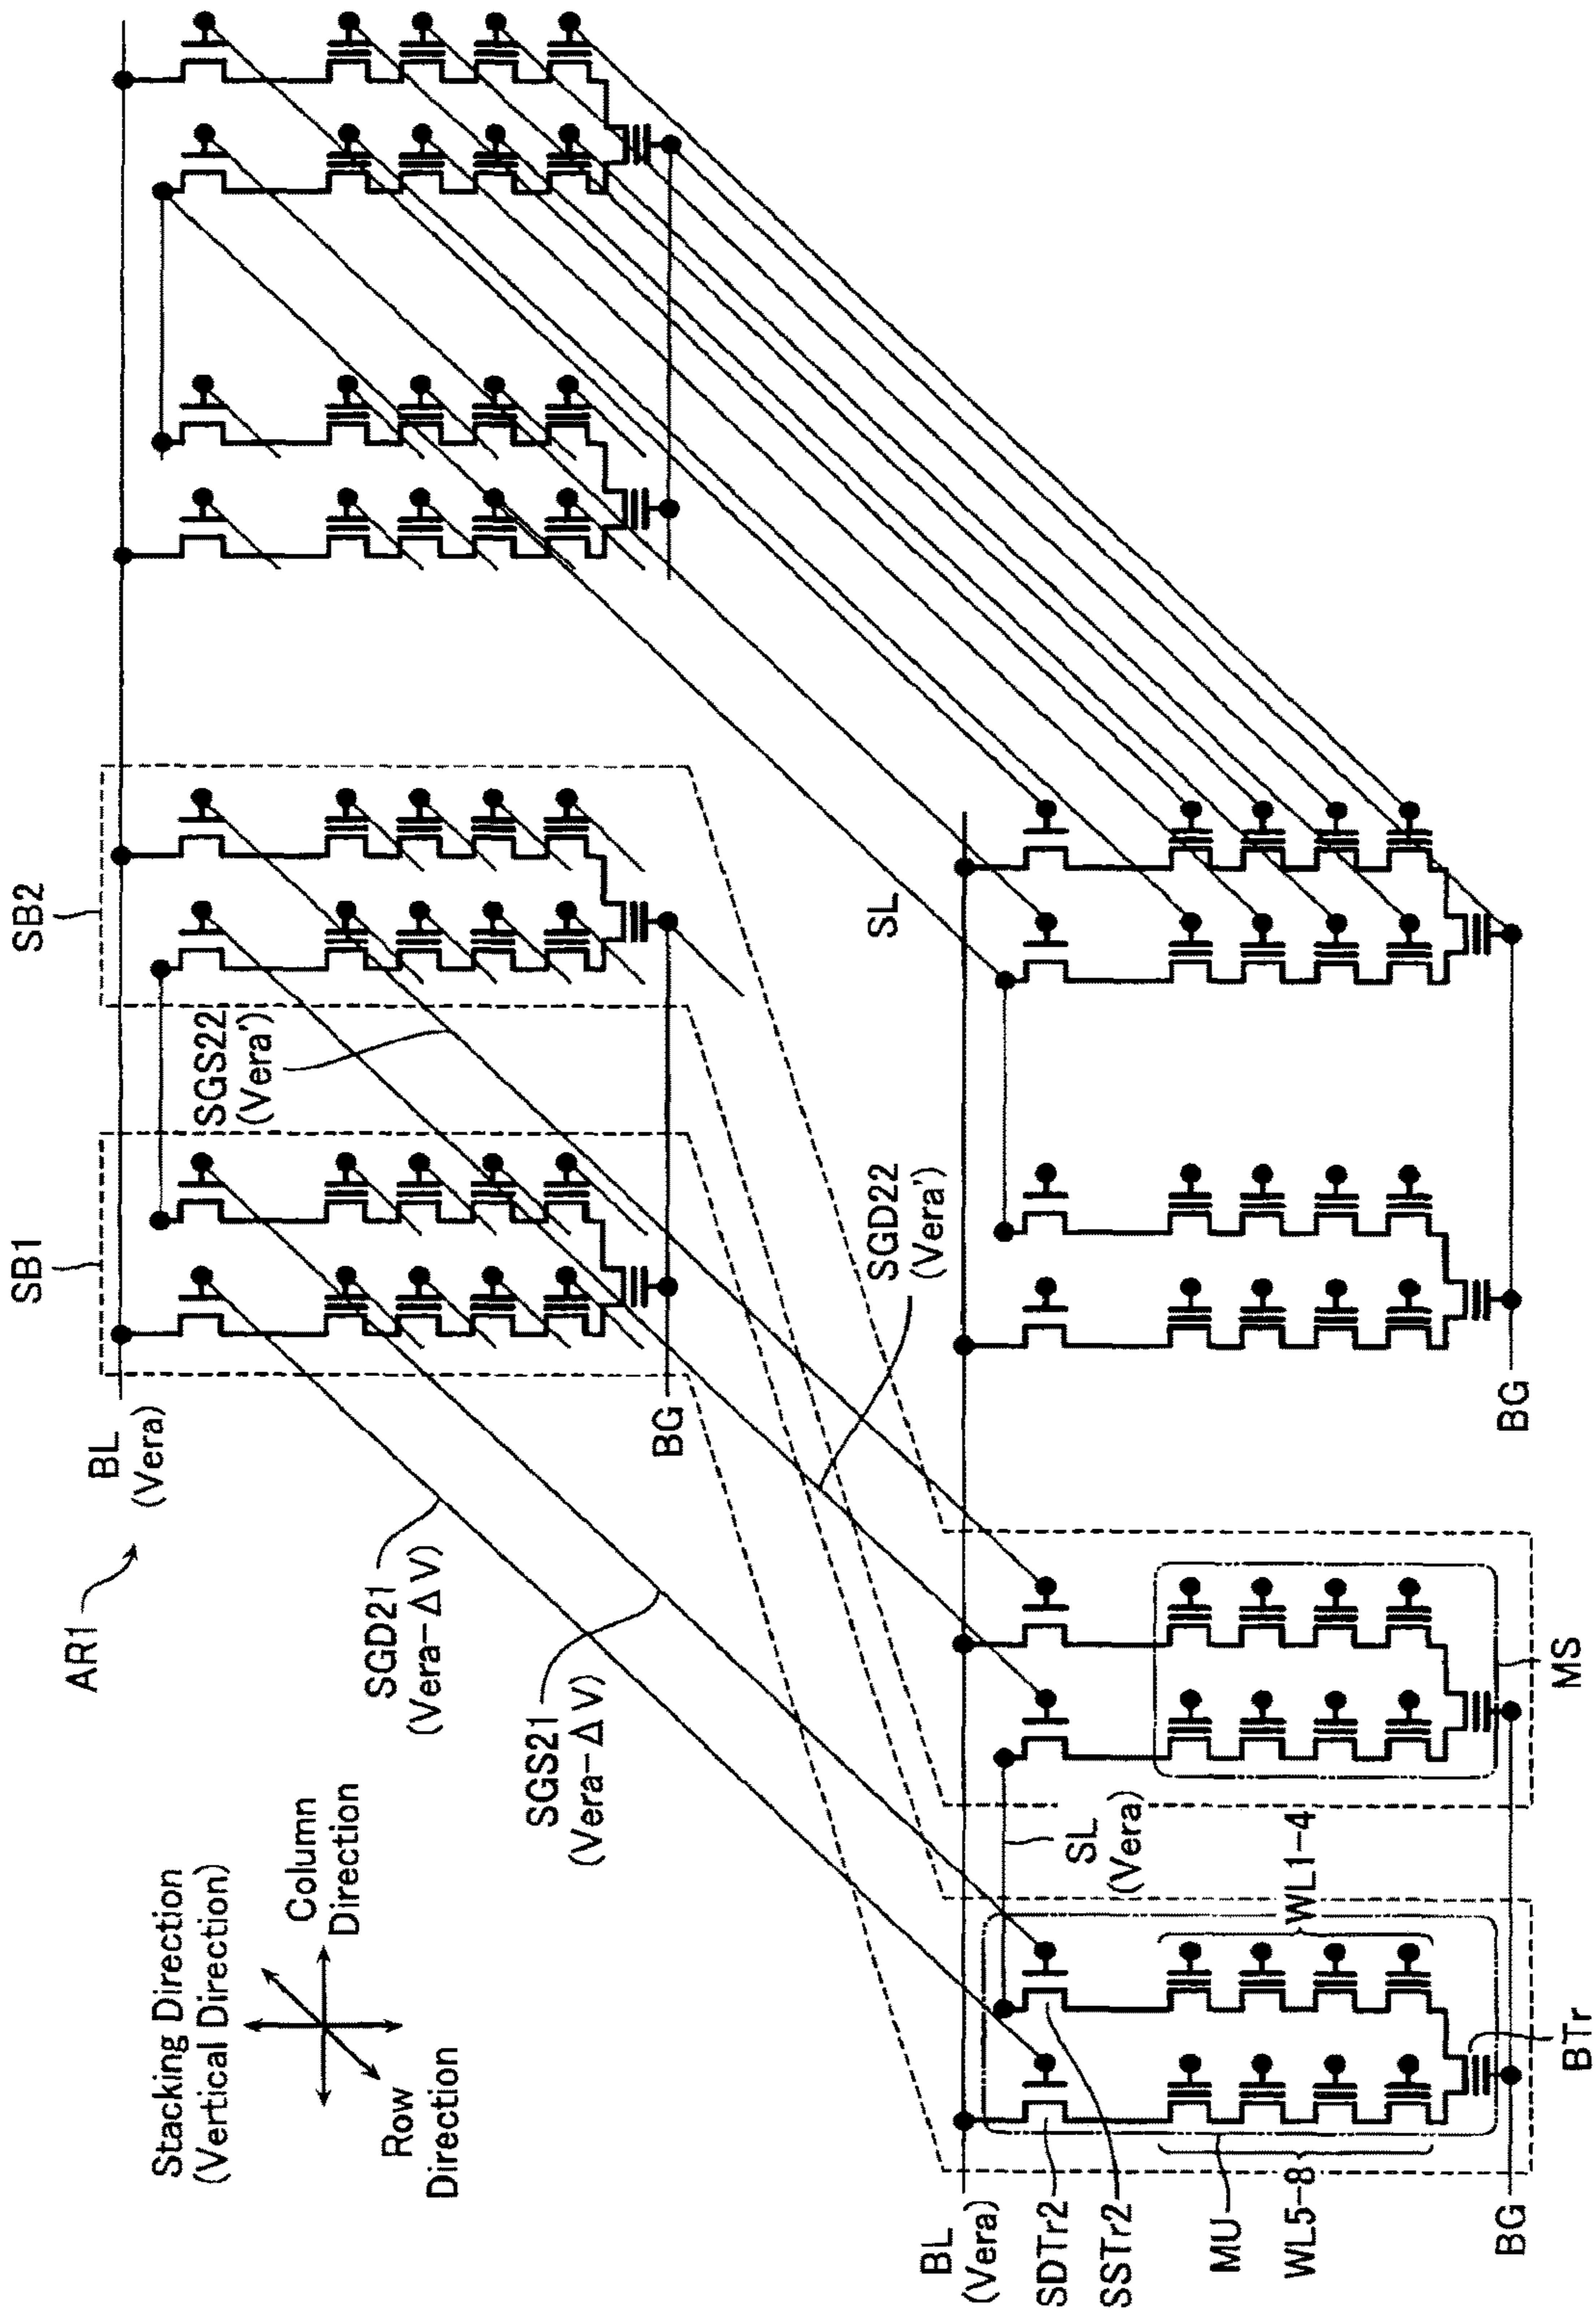 Stacking Direction
(Vertical Direction)
Column
Direction
Row
Direction
AR1
SB1
SB2
BL
(Vera)
SGD21
(Vera-ΔV)
SGS21
(Vera-ΔV)
SGS22
(Vera')
BG
SGD22
(Vera')
SL
BL
(Vera)
SDTr2
SSTr2
MU
WL5-8
BG
SL
(Vera)
WL1-4
BTr
MS
BG